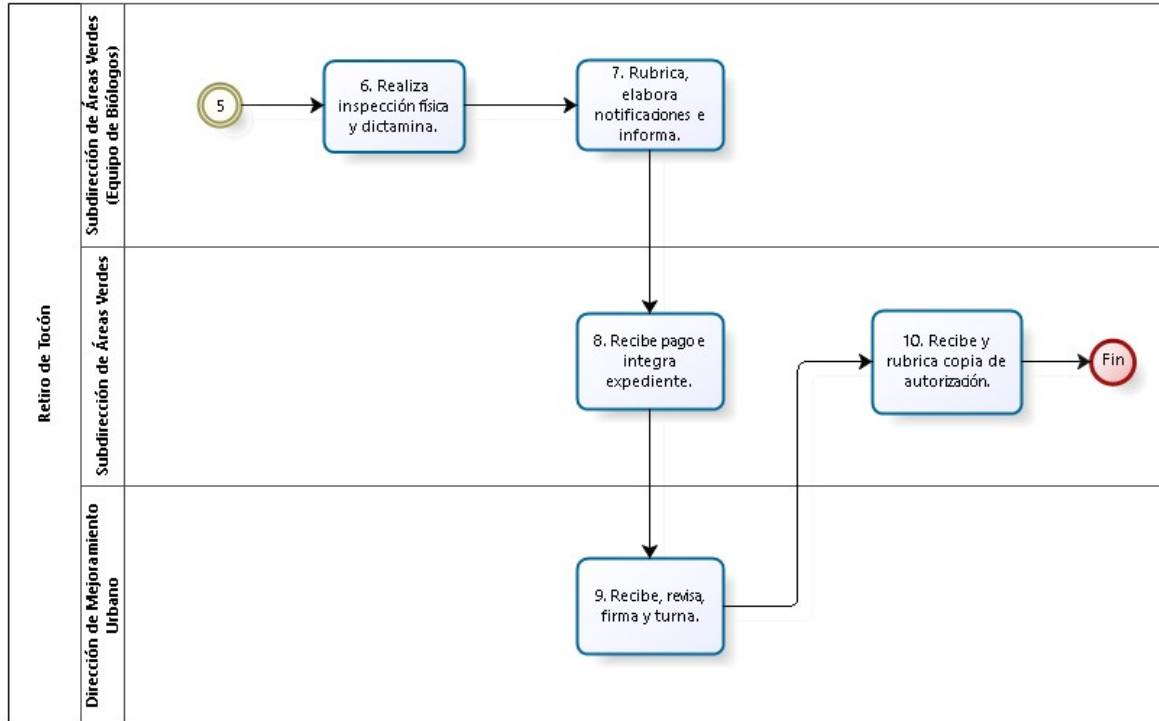 Retiro de Tocón
Subdirección de Áreas Verdes
(Equipo de Biólogos)
5
6. Realiza
inspección física
y dictamina.
7. Rubrica,
elabora
notificaciones e
informa.
Subdirección de Áreas Verdes
8. Recibe pago e
integra
expediente.
10. Recibe y
rubrica copia de
autorización.
Fin
Dirección de Mejoramiento
Urbano
9. Recibe, revisa,
firma y turna.